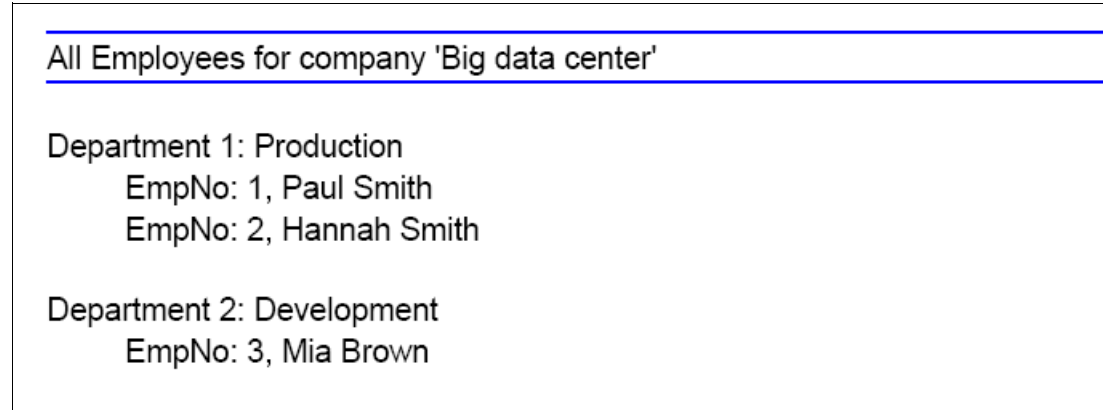 All Employees for company 'Big data center'
Department 1: Production
EmpNo: 1, Paul Smith
EmpNo: 2, Hannah Smith
Department 2: Development
EmpNo: 3, Mia Brown